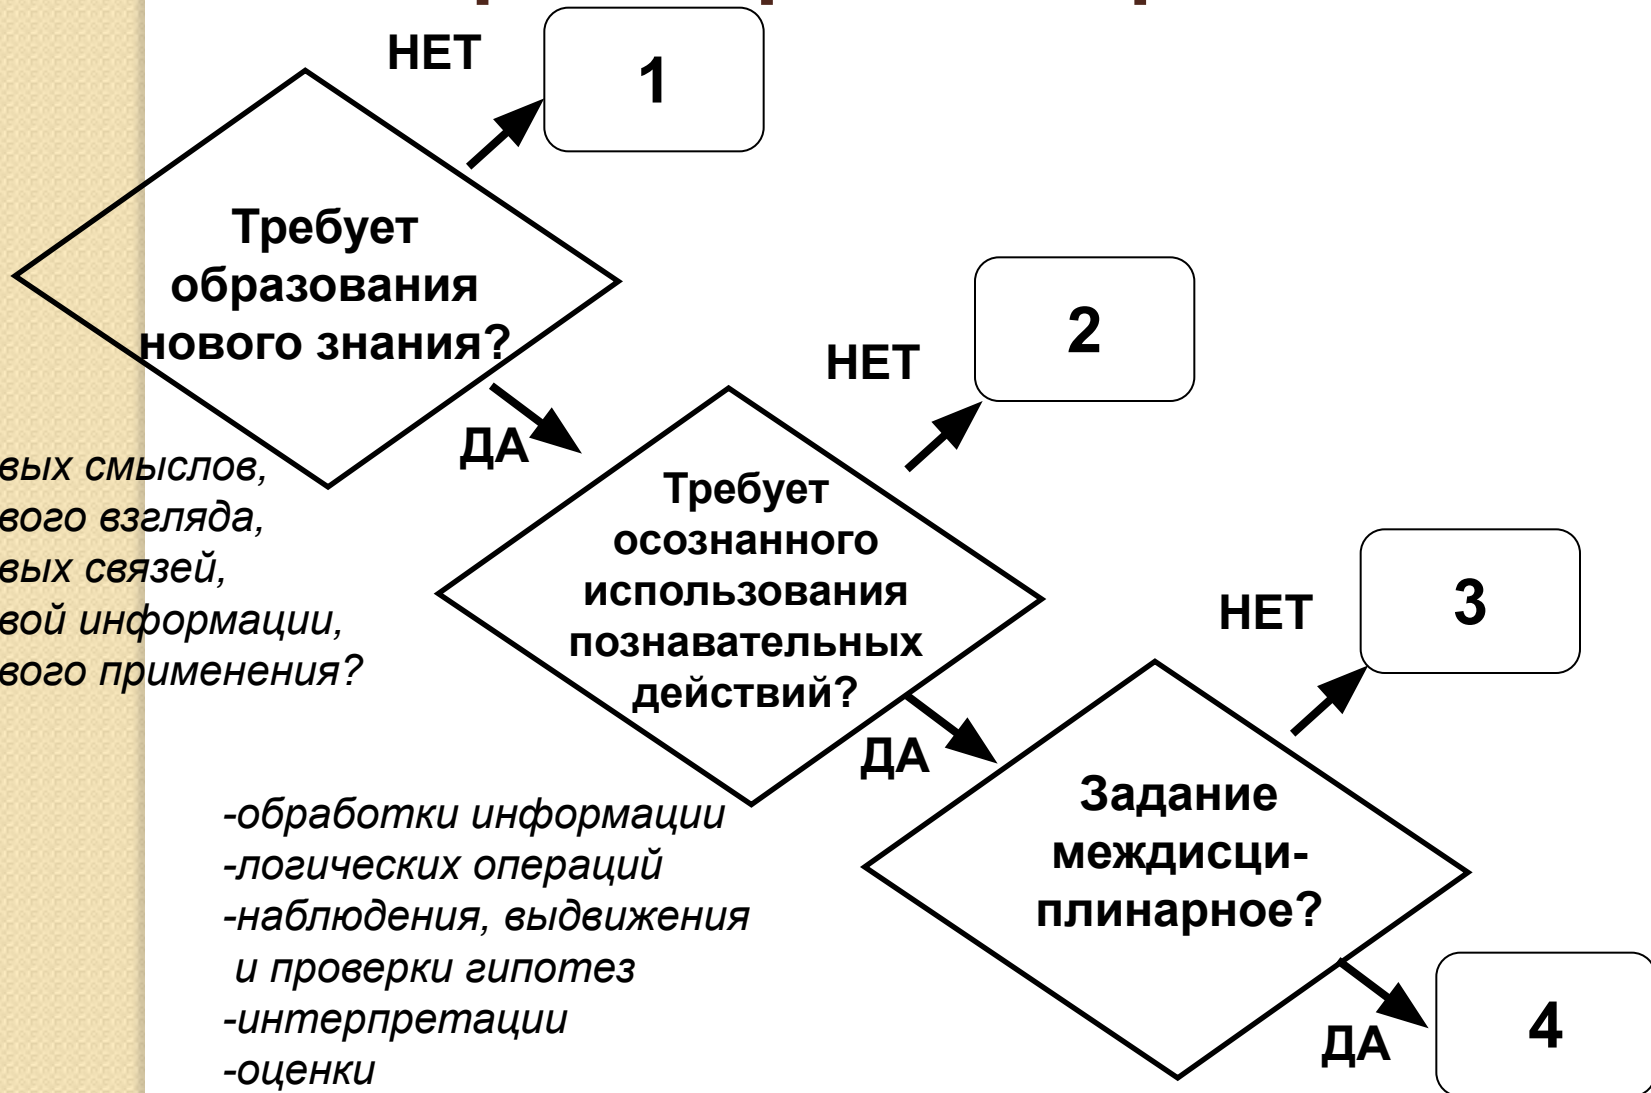 НЕТ
1
Требует
образования
нового знания?
НЕТ
2
ДА
вых смыслов,
вого взгляда,
вых связей,
вой информации,
вого применения?
Требует
осознанного
использования
познавательных
действий?
НЕТ
3
ДА
-обработки информации
-логических операций
-наблюдения, выдвижения
и проверки гипотез
-интерпретации
-оценки
Задание
междисци-
плинарное?
ДА
4